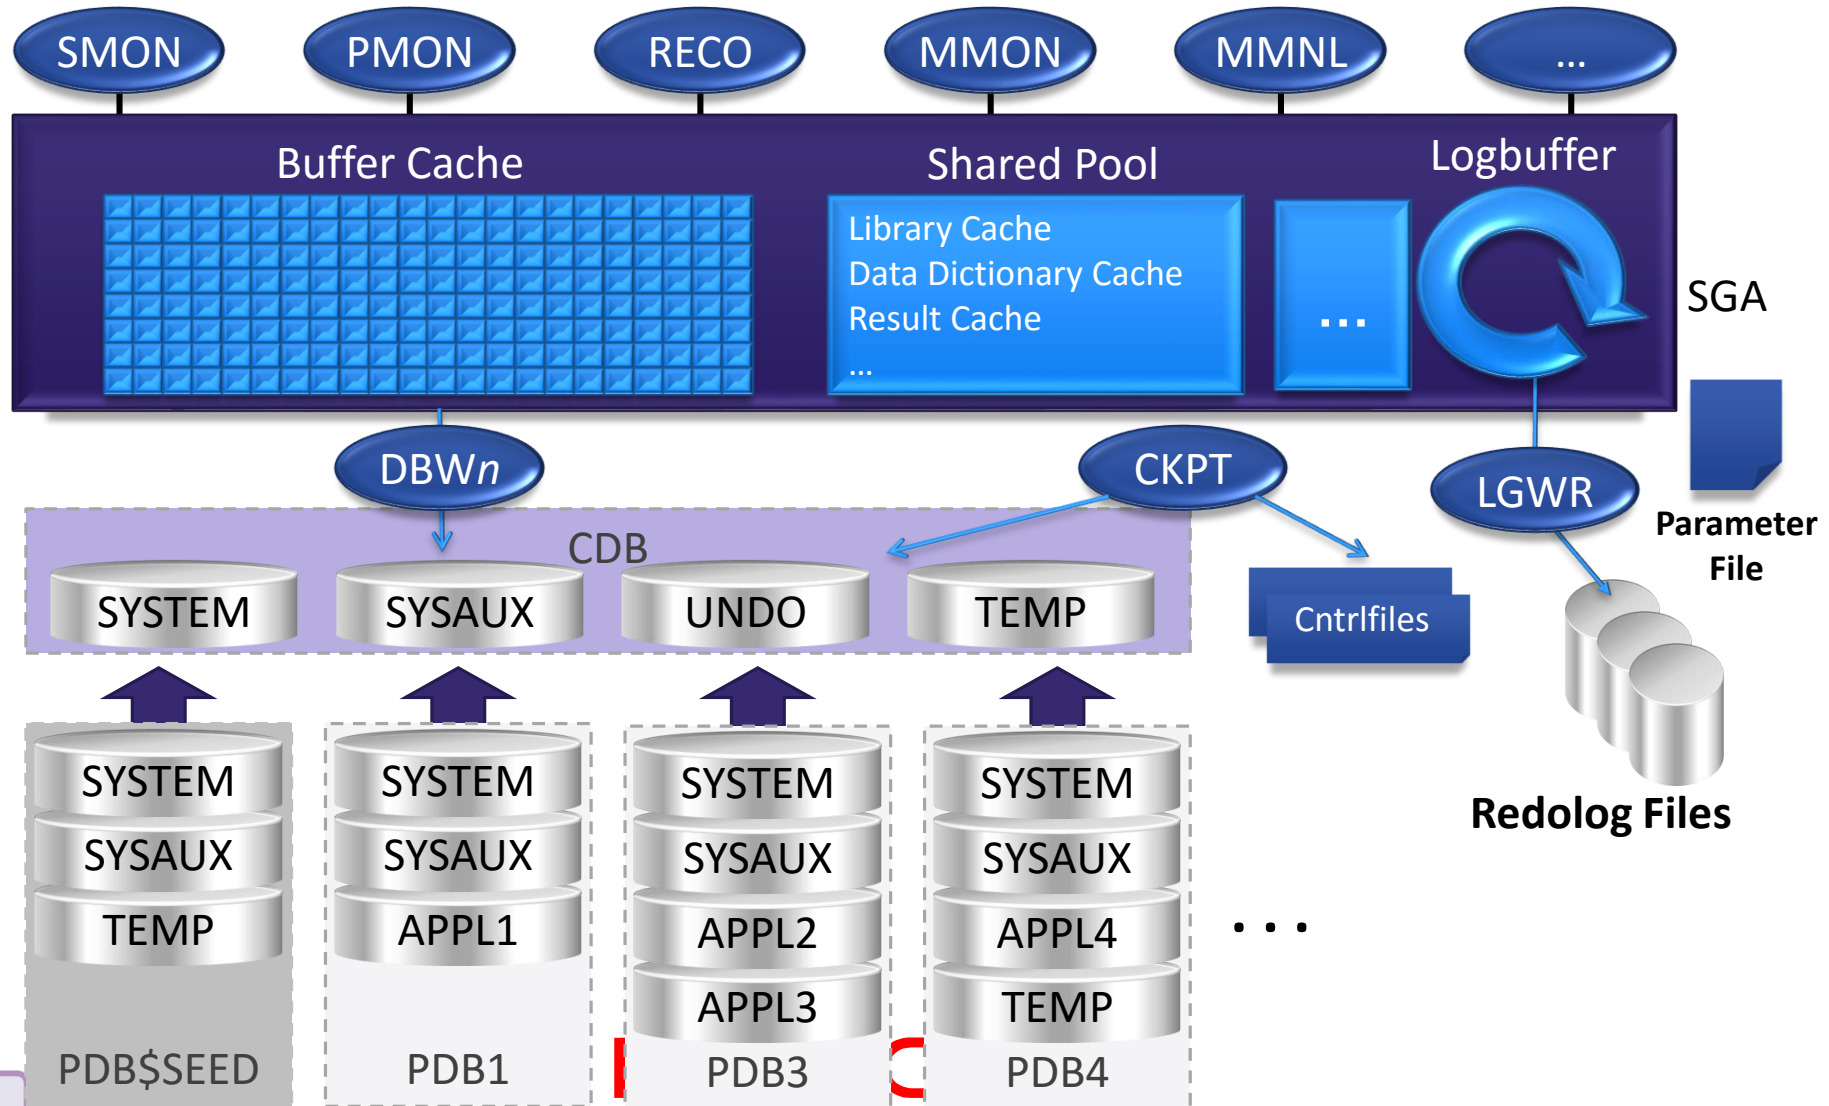 SMON
PMON
RECO
MMON
MMNL
...
Buffer Cache
Shared Pool
Logbuffer
Library Cache
Data Dictionary Cache
Result Cache
...
...
SGA
DBWn
CKPT
LGWR
Parameter
File
CDB
SYSTEM
SYSAUX
UNDO
TEMP
Cntrlfiles
Redolog Files
SYSTEM
SYSAUX
TEMP
PDB$SEED
SYSTEM
SYSAUX
APPL1
PDB1
SYSTEM
SYSAUX
APPL2
APPL3
PDB3
SYSTEM
SYSAUX
APPL4
TEMP
PDB4
. . .